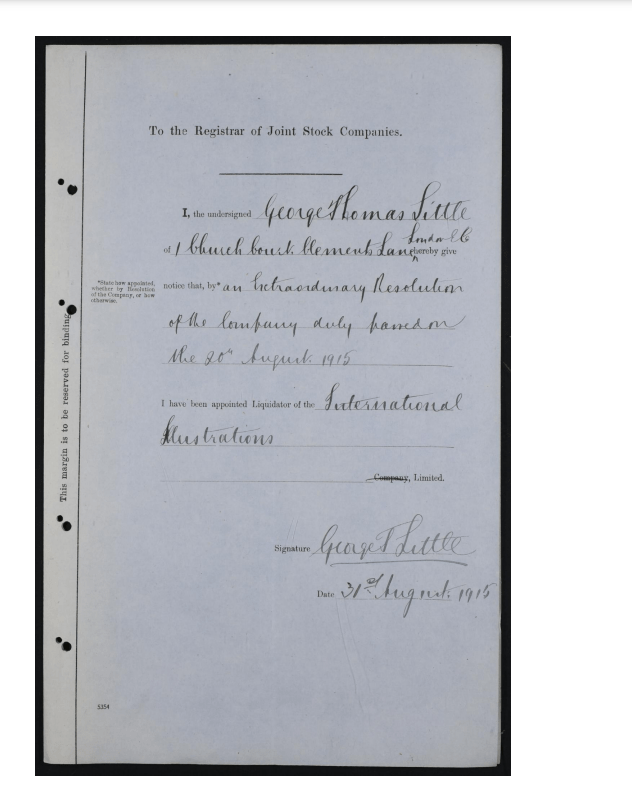 To the Registrar of Joint Stock Companies.
I, the undersigned George Thomas Little
London E C
of 1 Church Court. Clements Lane hereby give
*State how appointed,
whether by Resolution
of the Company, or how
otherwise.
notice that, by* an Extraordinary Resolution
of the Company duly passed on
the 20th August. 1915
I have been appointed Liquidator of the International
Illustrations
Company, Limited.
Signature George T Little
Date 31st August. 1915
This margin is to be reserved for binding
5354